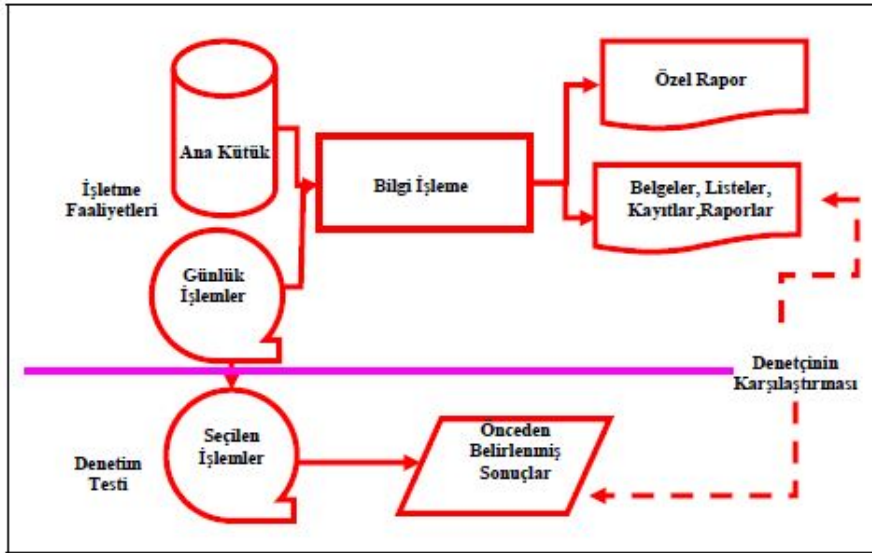 Özel Rapor
Ana Kütük
İşletme
Faaliyetleri
Bilgi İşleme
Belgeler, Listeler,
Kayıtlar,Raporlar
Günlük
İşlemler
Denetçinin
Karşılaştırması
Seçilen
İşlemler
Önceden
Belirlenmiş
Sonuçlar
Denetim
Testi